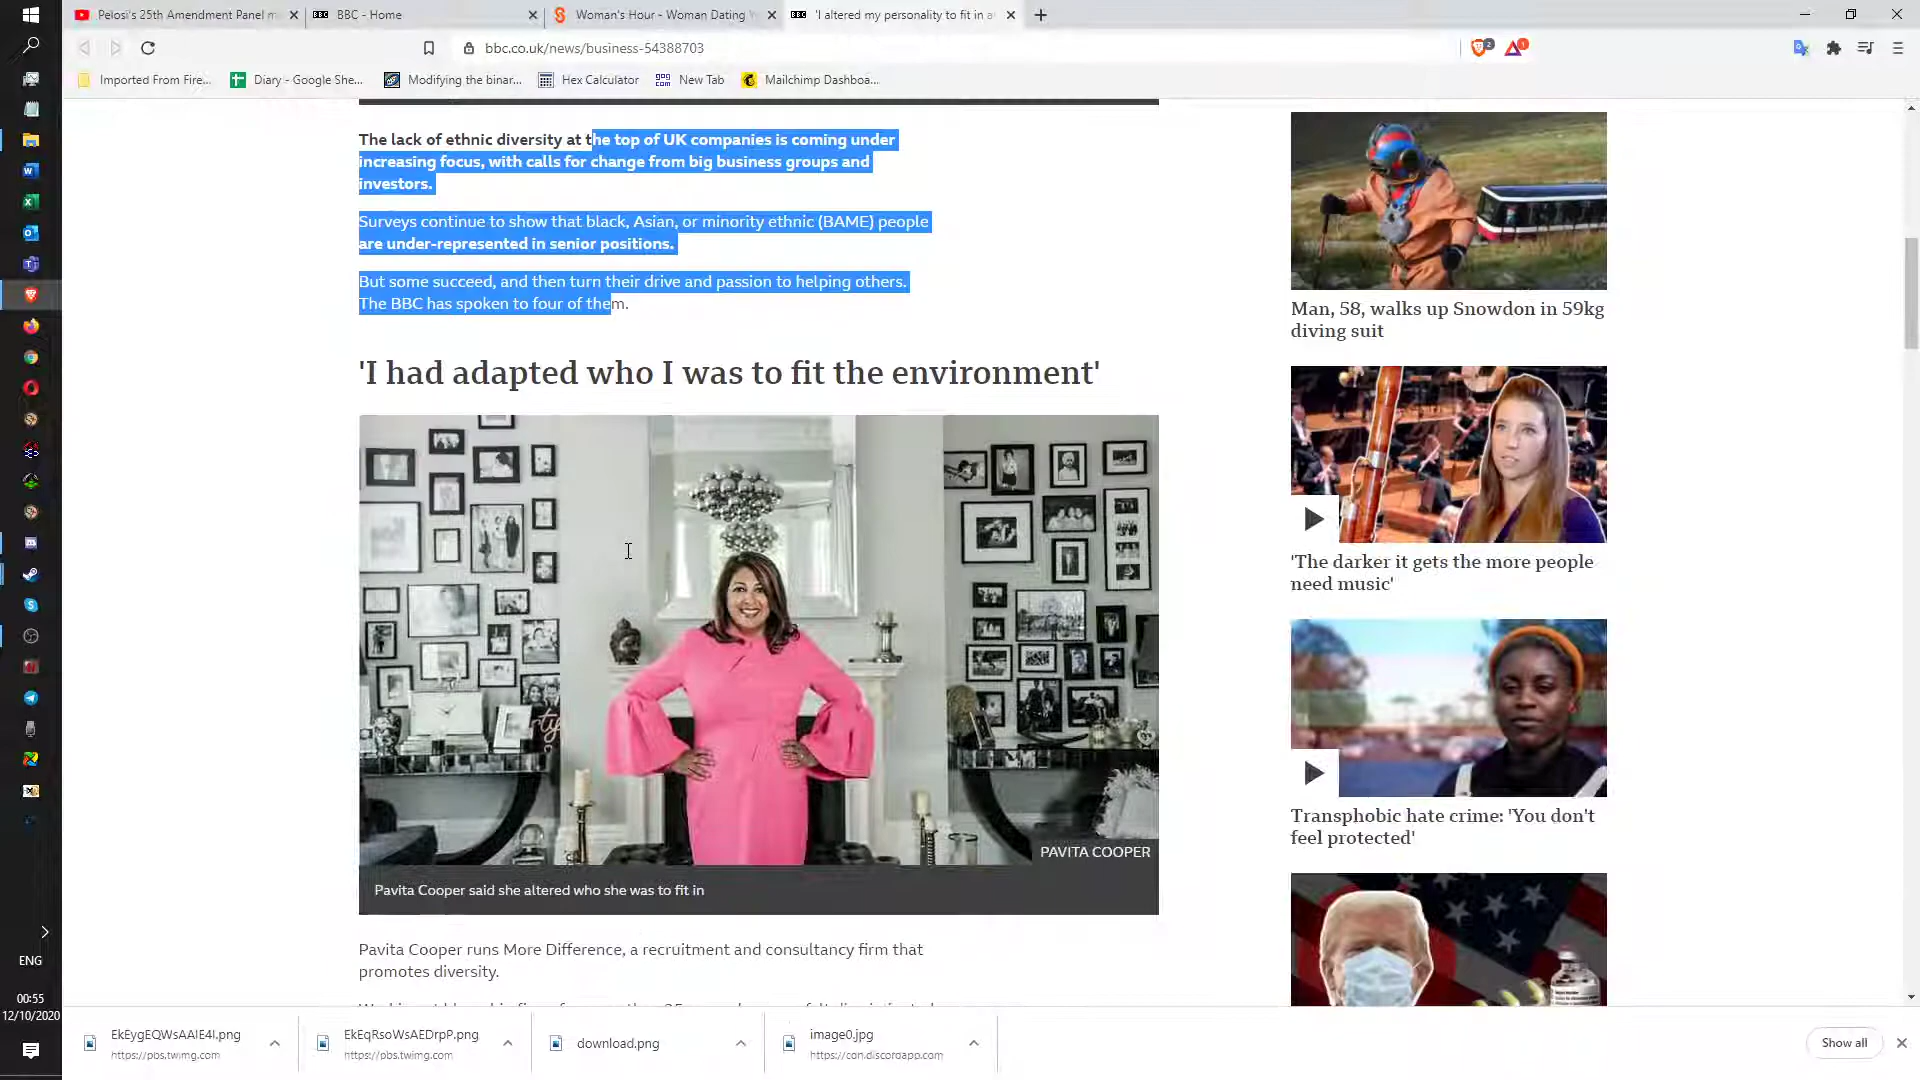 Pelosi's 25th Amendment Panel m
BBC - Home
Woman's Hour - Woman Dating
'I altered my personality to fit in a
bbc.co.uk/news/business-54388703
2
1
Imported From Fire...
Diary - Google She...
Modifying the binar...
Hex Calculator
New Tab
Mailchimp Dashboa...
The lack of ethnic diversity at the top of UK companies is coming under
increasing focus, with calls for change from big business groups and
investors.
Surveys continue to show that black, Asian, or minority ethnic (BAME) people
are under-represented in senior positions.
But some succeed, and then turn their drive and passion to helping others.
The BBC has spoken to four of them.
'I had adapted who I was to fit the environment'
PAVITA COOPER
Pavita Cooper said she altered who she was to fit in
Pavita Cooper runs More Difference, a recruitment and consultancy firm that
promotes diversity.
Man, 58, walks up Snowdon in 59kg
diving suit
'The darker it gets the more people
need music'
Transphobic hate crime: 'You don't
feel protected'
ENG
00:55
12/10/2020
EkEygEQWsAAIE4I.png
https://pbs.twimg.com
EkEqRsoWsAEDrpP.png
https://pbs.twimg.com
download.png
image0.jpg
https://cdn.discordapp.com
Show all